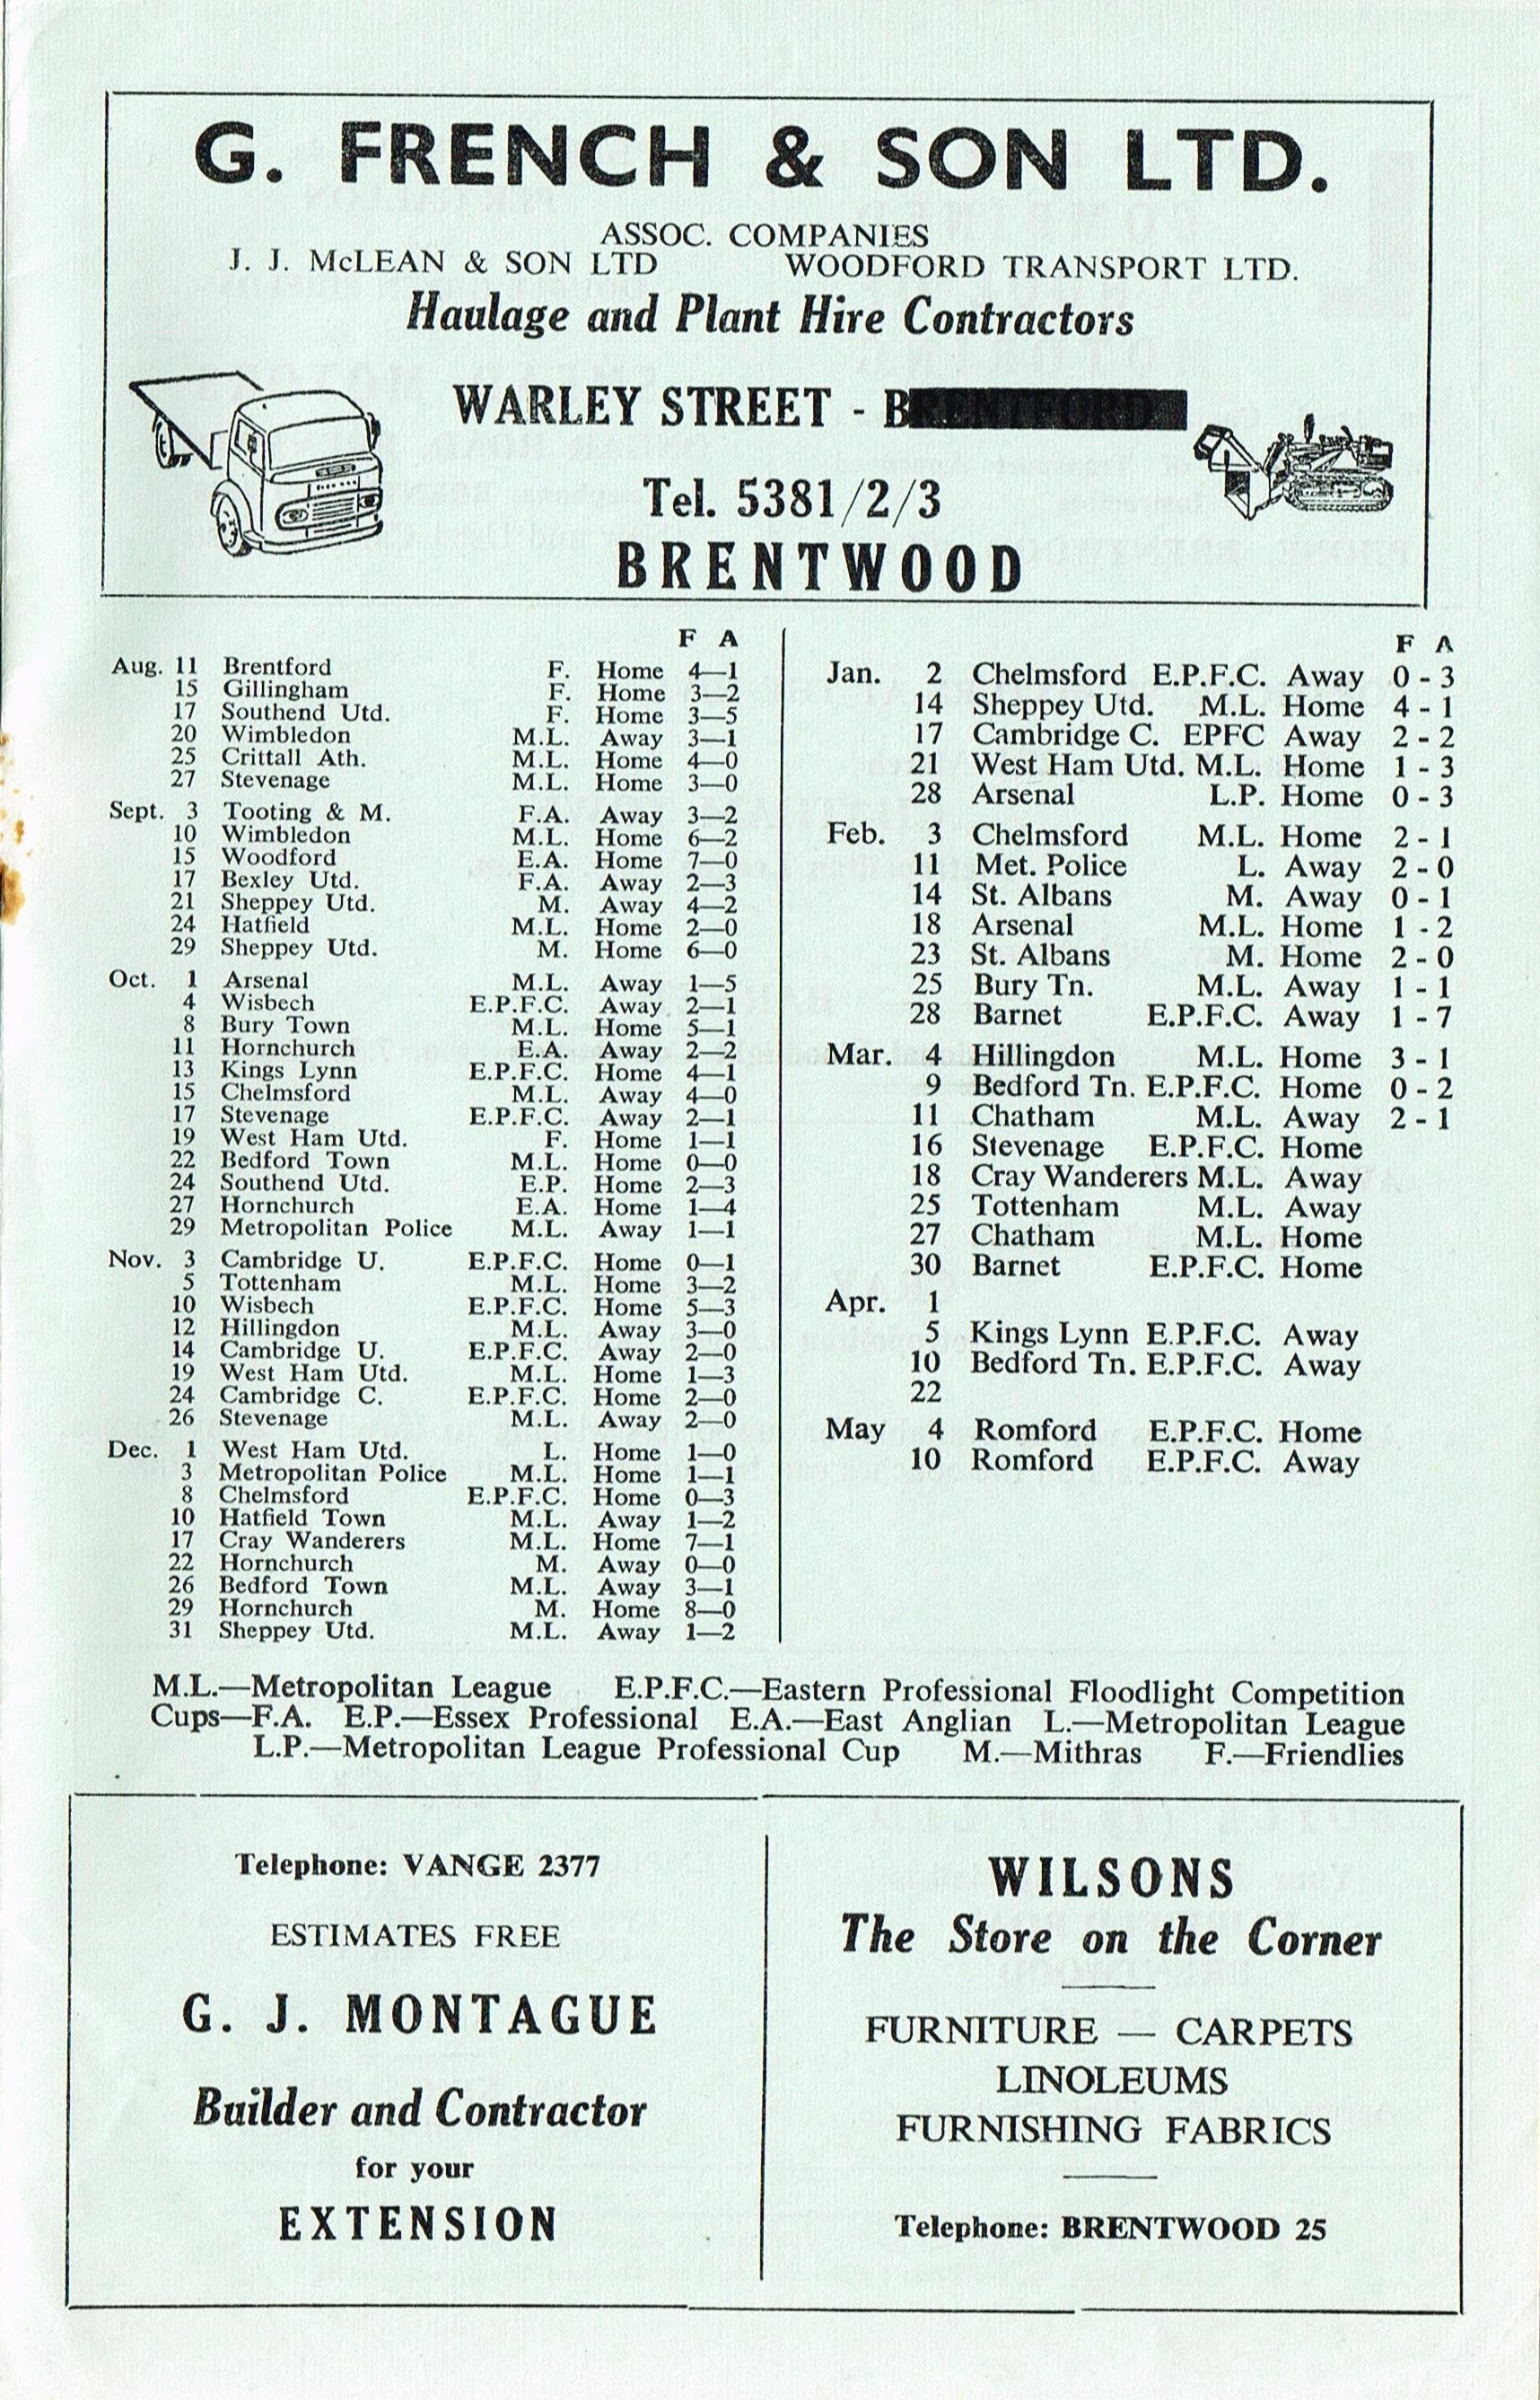 G. FRENCH & SON LTD.
ASSOC. COMPANIES
J. J. McLEAN & SON LTD WOODFORD TRANSPORT LTD.
Haulage and Plant Hire Contractors
WARLEY STREET - BRENTFORD
Tel. 5381/2/3
BRENTWOOD
F A
Aug. 11 Brentford F. Home 4—1
15 Gillingham F. Home 3—2
17 Southend Utd. F. Home 3—5
20 Wimbledon M.L. Away 3—1
25 Crittall Ath. M.L. Home 4—0
27 Stevenage M.L. Home 3—0
Sept. 3 Tooting & M. F.A. Away 3—2
10 Wimbledon M.L. Home 6—2
15 Woodford E.A. Home 7—0
17 Bexley Utd. F.A. Away 2—3
21 Sheppey Utd. M. Away 4—2
24 Hatfield M.L. Home 2—0
29 Sheppey Utd. M. Home 6—0
Oct. 1 Arsenal M.L. Away 1—5
4 Wisbech E.P.F.C. Away 2—1
8 Bury Town M.L. Home 5—1
11 Hornchurch E.A. Away 2—2
13 Kings Lynn E.P.F.C. Home 4—1
15 Chelmsford M.L. Away 4—0
17 Stevenage E.P.F.C. Away 2—1
19 West Ham Utd. F. Home 1—1
22 Bedford Town M.L. Home 0—0
24 Southend Utd. E.P. Home 2—3
27 Hornchurch E.A. Home 1—4
29 Metropolitan Police M.L. Away 1—1
Nov. 3 Cambridge U. E.P.F.C. Home 0—1
5 Tottenham M.L. Home 3—2
10 Wisbech E.P.F.C. Home 5—3
12 Hillingdon M.L. Away 3—0
14 Cambridge U. E.P.F.C. Away 2—0
19 West Ham Utd. M.L. Home 1—3
24 Cambridge C. E.P.F.C. Home 2—0
26 Stevenage M.L. Away 2—0
Dec. 1 West Ham Utd. L. Home 1—0
3 Metropolitan Police M.L. Home 1—1
8 Chelmsford E.P.F.C. Home 0—3
10 Hatfield Town M.L. Away 1—2
17 Cray Wanderers M.L. Home 7—1
22 Hornchurch M. Away 0—0
26 Bedford Town M.L. Away 3—1
29 Hornchurch M. Home 8—0
31 Sheppey Utd. M.L. Away 1—2
F A
Jan. 2 Chelmsford E.P.F.C. Away 0 - 3
14 Sheppey Utd. M.L. Home 4 - 1
17 Cambridge C. EPFC Away 2 - 2
21 West Ham Utd. M.L. Home 1 - 3
28 Arsenal L.P. Home 0 - 3
Feb. 3 Chelmsford M.L. Home 2 - 1
11 Met. Police L. Away 2 - 0
14 St. Albans M. Away 0 - 1
18 Arsenal M.L. Home 1 - 2
23 St. Albans M. Home 2 - 0
25 Bury Tn. M.L. Away 1 - 1
28 Barnet E.P.F.C. Away 1 - 7
Mar. 4 Hillingdon M.L. Home 3 - 1
9 Bedford Tn. E.P.F.C. Home 0 - 2
11 Chatham M.L. Away 2 - 1
16 Stevenage E.P.F.C. Home
18 Cray Wanderers M.L. Away
25 Tottenham M.L. Away
27 Chatham M.L. Home
30 Barnet E.P.F.C. Home
Apr. 1
5 Kings Lynn E.P.F.C. Away
10 Bedford Tn. E.P.F.C. Away
22
May 4 Romford E.P.F.C. Home
10 Romford E.P.F.C. Away
M.L.—Metropolitan League E.P.F.C.—Eastern Professional Floodlight Competition
Cups—F.A. E.P.—Essex Professional E.A.—East Anglian L.—Metropolitan League
L.P.—Metropolitan League Professional Cup M.—Mithras F.—Friendlies
Telephone: VANGE 2377
ESTIMATES FREE
G. J. MONTAGUE
Builder and Contractor
for your
EXTENSION
WILSONS
The Store on the Corner
FURNITURE — CARPETS
LINOLEUMS
FURNISHING FABRICS
Telephone: BRENTWOOD 25